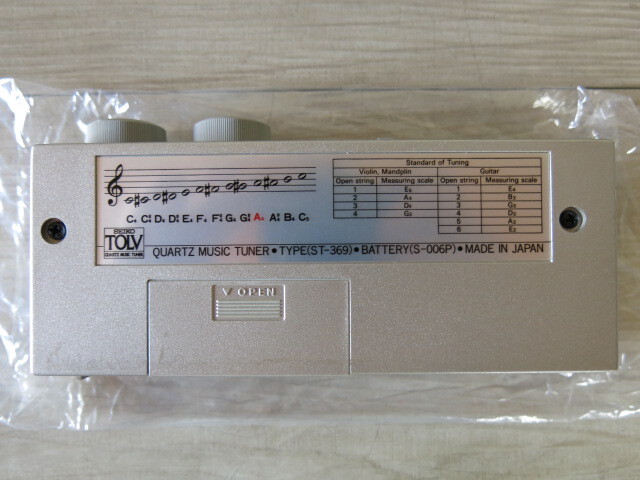 Standard of Tuning
Violin, Mandolin Guitar
Open string Measuring scale Open string Measuring scale
1 E5 1 E4
2 A4 2 B3
3 D4 3 G3
4 G3 4 D3
5 A2
6 E2
C4 C♯4 D4 D♯4 E4 F4 F♯4 G4 G♯4 A4 A♯4 B4 C5
SEIKO
TOLV
QUARTZ MUSIC TUNER
QUARTZ MUSIC TUNER • TYPE(ST-369) • BATTERY(S-006P) • MADE IN JAPAN
V OPEN